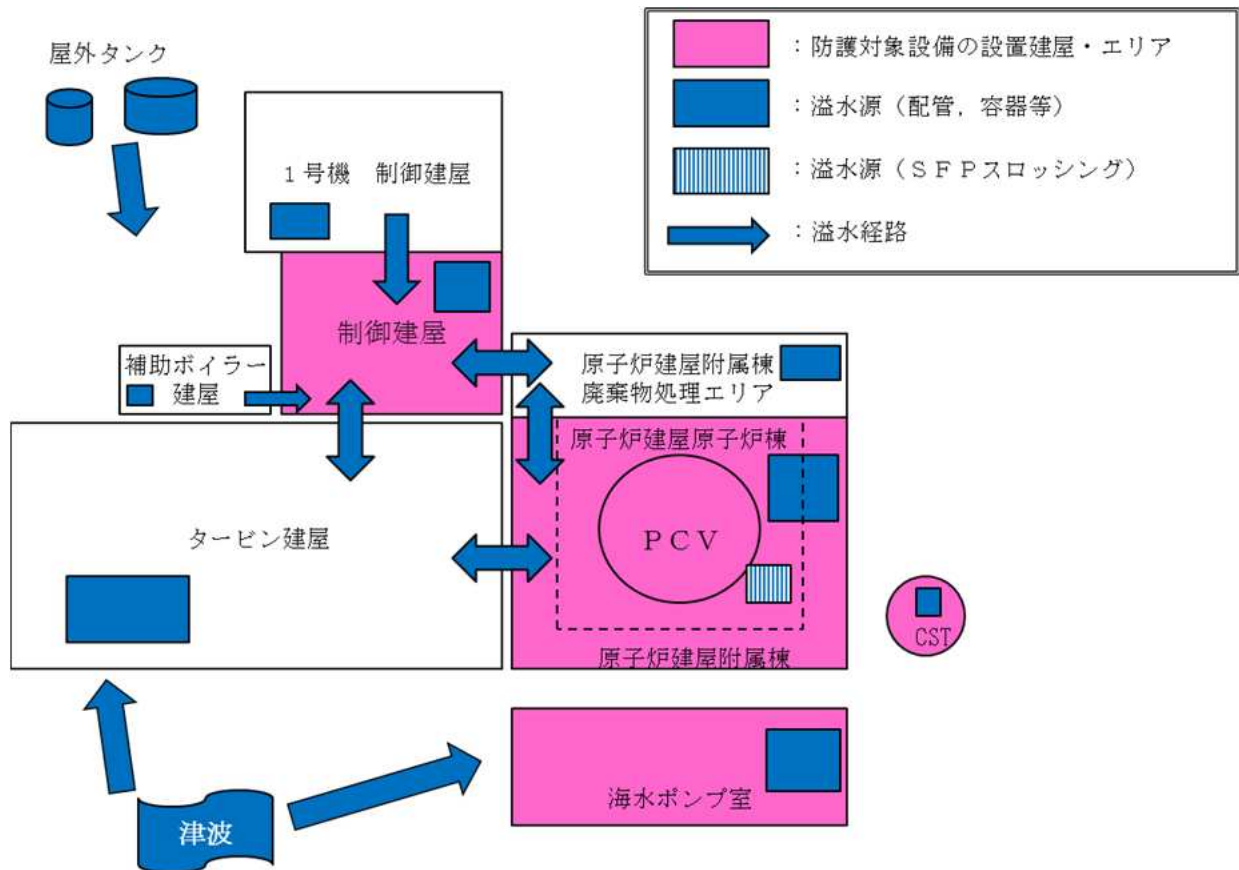 屋外タンク
１号機　制御建屋
制御建屋
補助ボイラー
建屋
原子炉建屋附属棟
廃棄物処理エリア
原子炉建屋原子炉棟
ＰＣＶ
タービン建屋
原子炉建屋附属棟
CST
海水ポンプ室
津波
：防護対象設備の設置建屋・エリア
：溢水源（配管，容器等）
：溢水源（ＳＦＰスロッシング）
：溢水経路